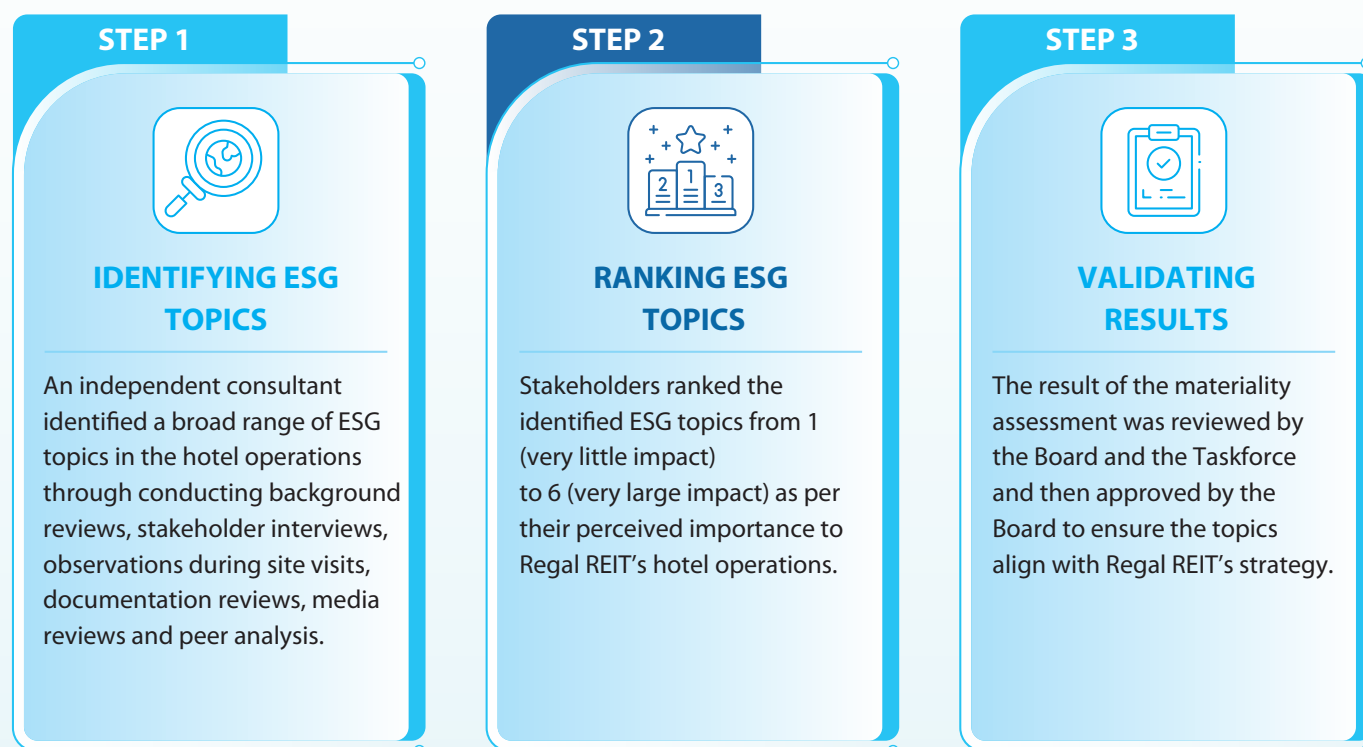 STEP 1
IDENTIFYING ESG
TOPICS
An independent consultant
identified a broad range of ESG
topics in the hotel operations
through conducting background
reviews, stakeholder interviews,
observations during site visits,
documentation reviews, media
reviews and peer analysis.
STEP 2
2 1 3
RANKING ESG
TOPICS
Stakeholders ranked the
identified ESG topics from 1
(very little impact)
to 6 (very large impact) as per
their perceived importance to
Regal REIT’s hotel operations.
STEP 3
VALIDATING
RESULTS
The result of the materiality
assessment was reviewed by
the Board and the Taskforce
and then approved by the
Board to ensure the topics
align with Regal REIT’s strategy.